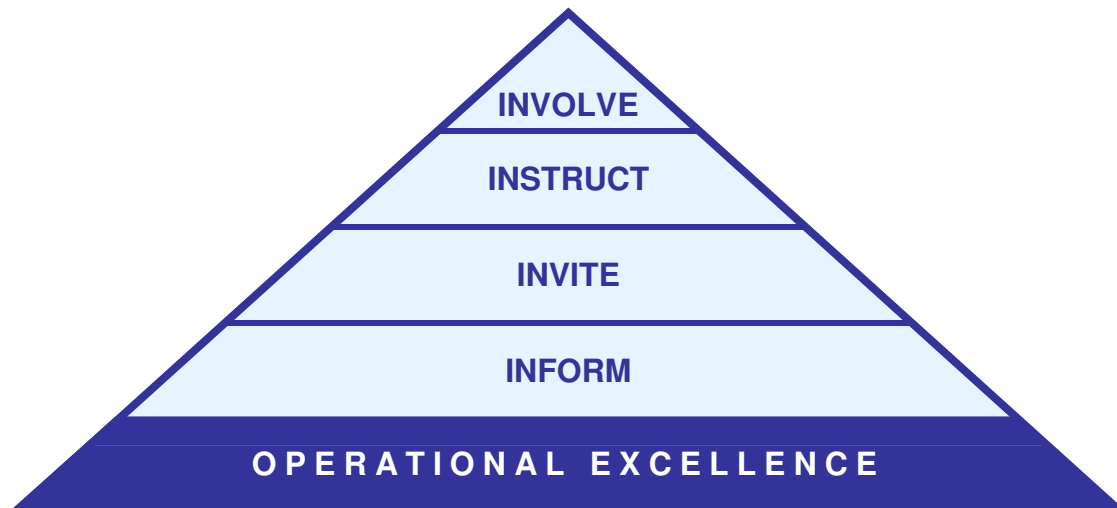 INVOLVE
INSTRUCT
INVITE
INFORM
OPERATIONAL EXCELLENCE